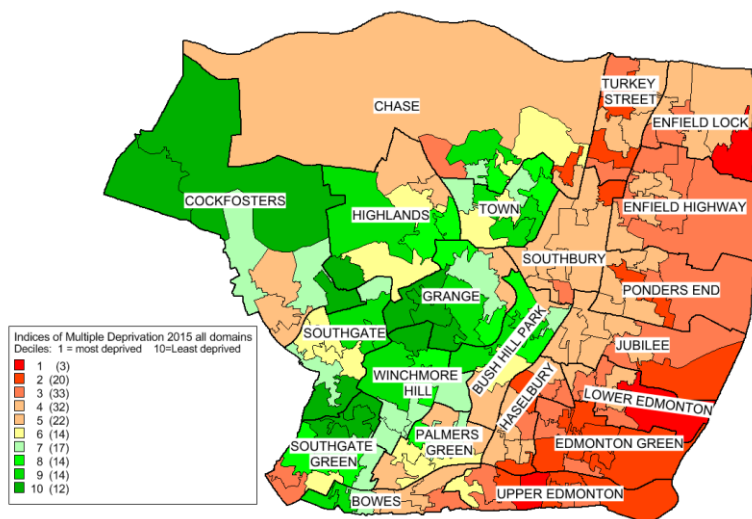 TURKEY
STREET
CHASE
ENFIELD LOCK
COCKFOSTERS
HIGHLANDS
TOWN
ENFIELD HIGHWAY
SOUTHBURY
GRANGE
PONDERS END
SOUTHGATE
BUSH HILL PARK
JUBILEE
WINCHMORE
HILL
HASELBURY
LOWER EDMONTON
PALMERS
GREEN
EDMONTON GREEN
SOUTHGATE
GREEN
BOWES
UPPER EDMONTON
Indices of Multiple Deprivation 2015 all domains
Deciles: 1 = most deprived 10=Least deprived
1 (3)
2 (20)
3 (33)
4 (32)
5 (22)
6 (14)
7 (17)
8 (14)
9 (14)
10 (12)